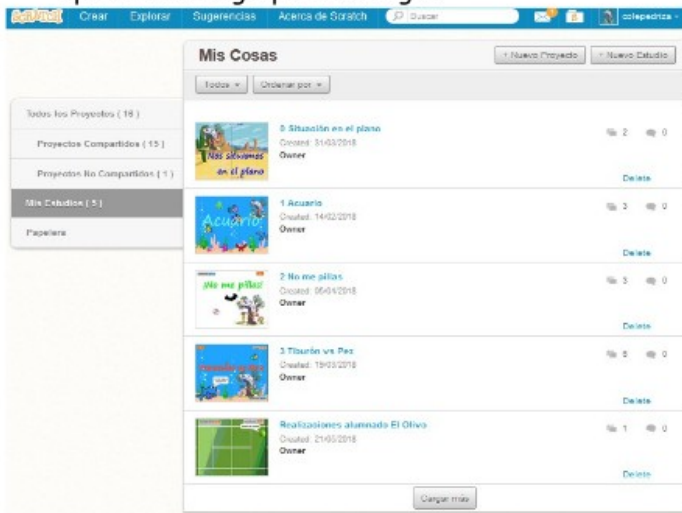 SCRATCH Crear Explorar Sugerencias Acerca de Scratch Buscar colepedriza
Mis Cosas
+ Nuevo Proyecto + Nuevo Estudio
Todos Ordenar por
Todos los Proyectos ( 16 )
Proyectos Compartidos ( 15 )
Proyectos No Compartidos ( 1 )
Mis Estudios ( 5 )
Papelera
Nos situamos
en el plano
0 Situación en el plano
Created: 31/03/2018
Owner
2 0
Delete
Acuario
1 Acuario
Created: 14/02/2018
Owner
3 0
Delete
¡No me pillas!
2 No me pillas
Created: 05/04/2018
Owner
3 0
Delete
3 Tiburón vs Pez
Created: 19/03/2018
Owner
0
Delete
Realizaciones alumnado El Olivo
Created: 21/05/2018
Owner
1 0
Delete
Cargar más